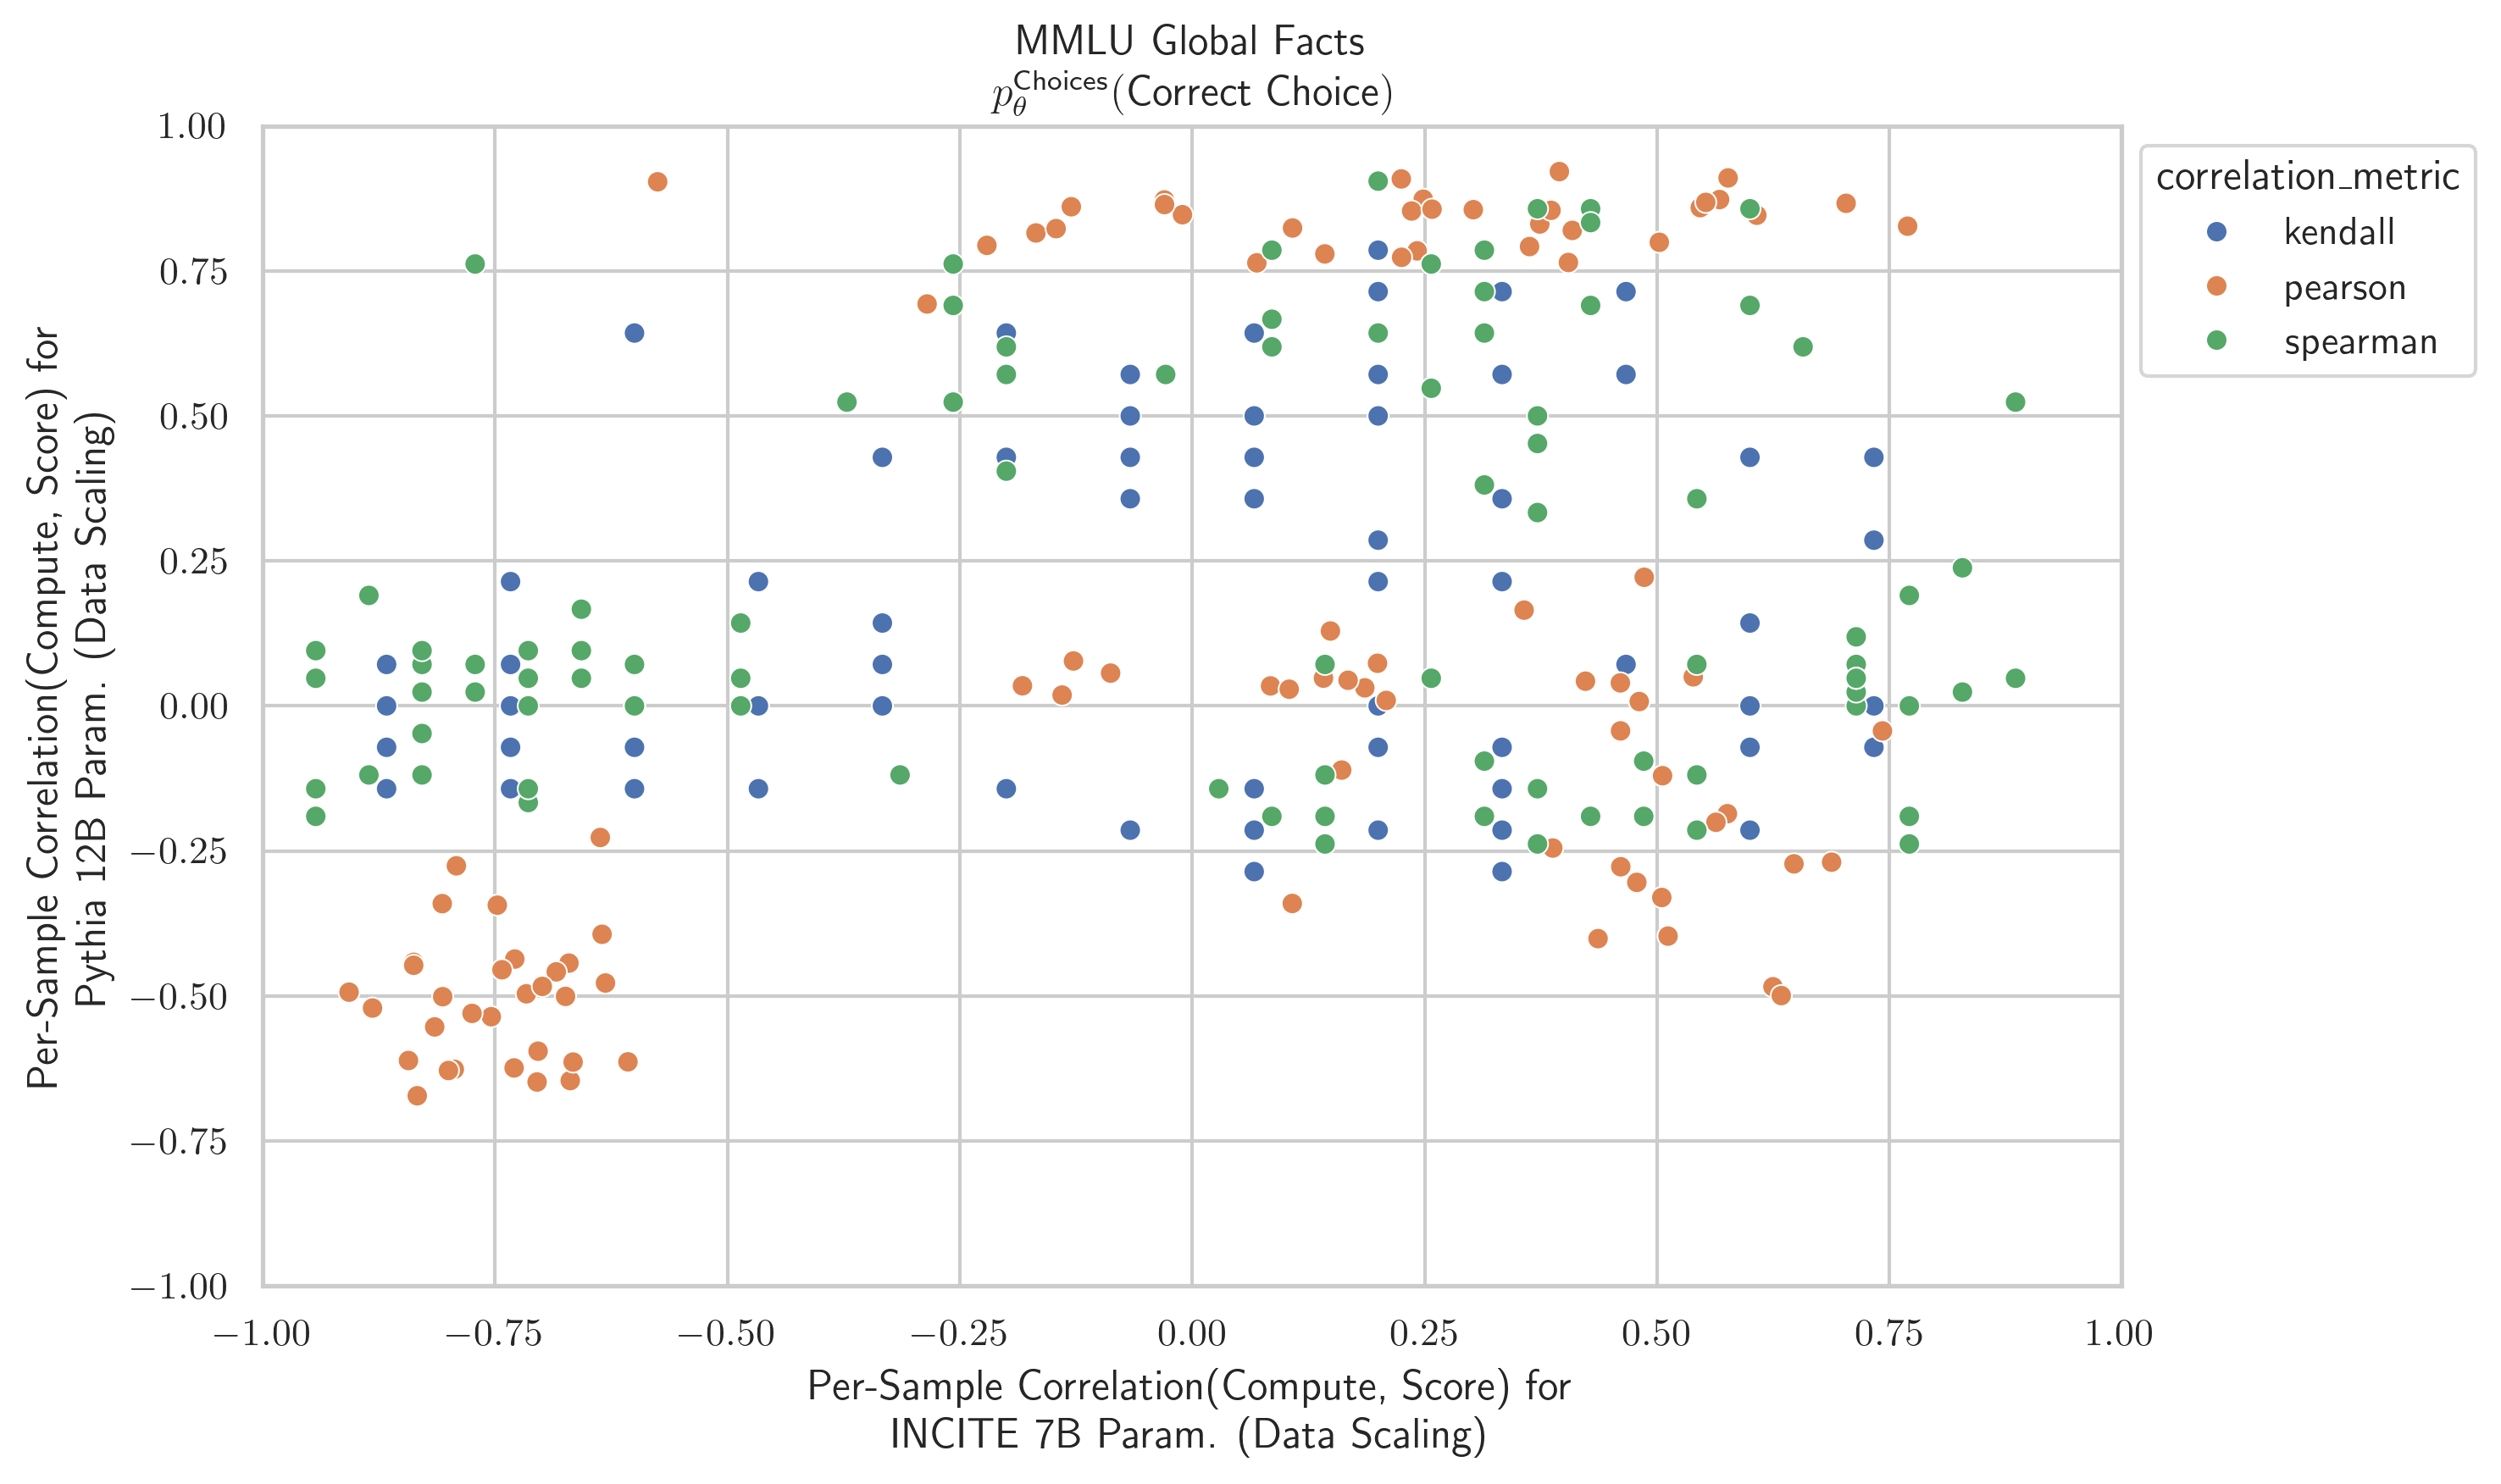 MMLU Global Facts
p_θ^Choices(Correct Choice)
1.00
0.75
0.50
0.25
0.00
−0.25
−0.50
−0.75
−1.00
Per-Sample Correlation(Compute, Score) for
Pythia 12B Param. (Data Scaling)
correlation_metric
kendall
pearson
spearman
−1.00 −0.75 −0.50 −0.25 0.00 0.25 0.50 0.75 1.00
Per-Sample Correlation(Compute, Score) for
INCITE 7B Param. (Data Scaling)